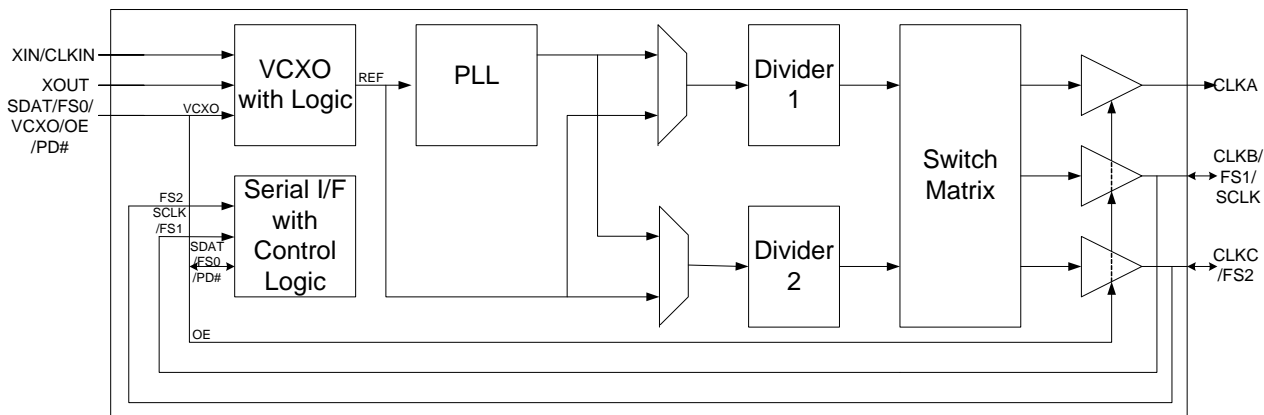 XIN/CLKIN
XOUT
SDAT/FS0/
VCXO/OE
/PD#
VCXO
VCXO
with Logic
REF
PLL
Divider
1
Switch
Matrix
CLKA
CLKB/
FS1/
SCLK
CLKC
/FS2
FS2
SCLK
/FS1
SDAT
/FS0
/PD#
Serial I/F
with
Control
Logic
Divider
2
OE